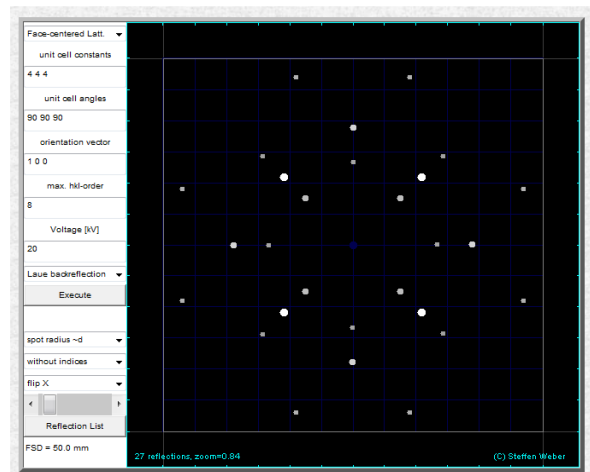 Face-centered Latt.
unit cell constants
4 4 4
unit cell angles
90 90 90
orientation vector
1 0 0
max. hkl-order
8
Voltage [kV]
20
Laue backreflection
Execute
spot radius ~d
without indices
flip X
Reflection List
FSD = 50.0 mm
27 reflections, zoom=0.84
(C) Steffen Weber